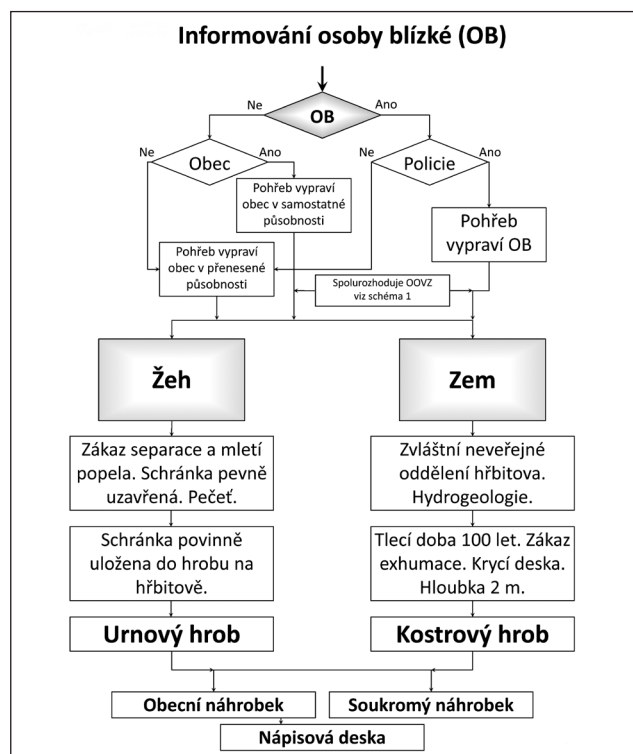 Informování osoby blízké (OB)
Ne
Ano
OB
Ne
Ano
Ne
Ano
Obec
Policie
Pohřeb vypraví
obec v samostatné
působnosti
Pohřeb
vypraví OB
Pohřeb vypraví
obec v přenesené
působnosti
Spolurozhoduje OOVZ
viz schéma 1
Žeh
Zem
Zákaz separace a mletí
popela. Schránka pevně
uzavřená. Pečeť.
Zvláštní neveřejné
oddělení hřbitova.
Hydrogeologie.
Schránka povinně
uložena do hrobu na
hřbitově.
Tlecí doba 100 let. Zákaz
exhumace. Krycí deska.
Hloubka 2 m.
Urnový hrob
Kostrový hrob
Obecní náhrobek
Soukromý náhrobek
Nápisová deska